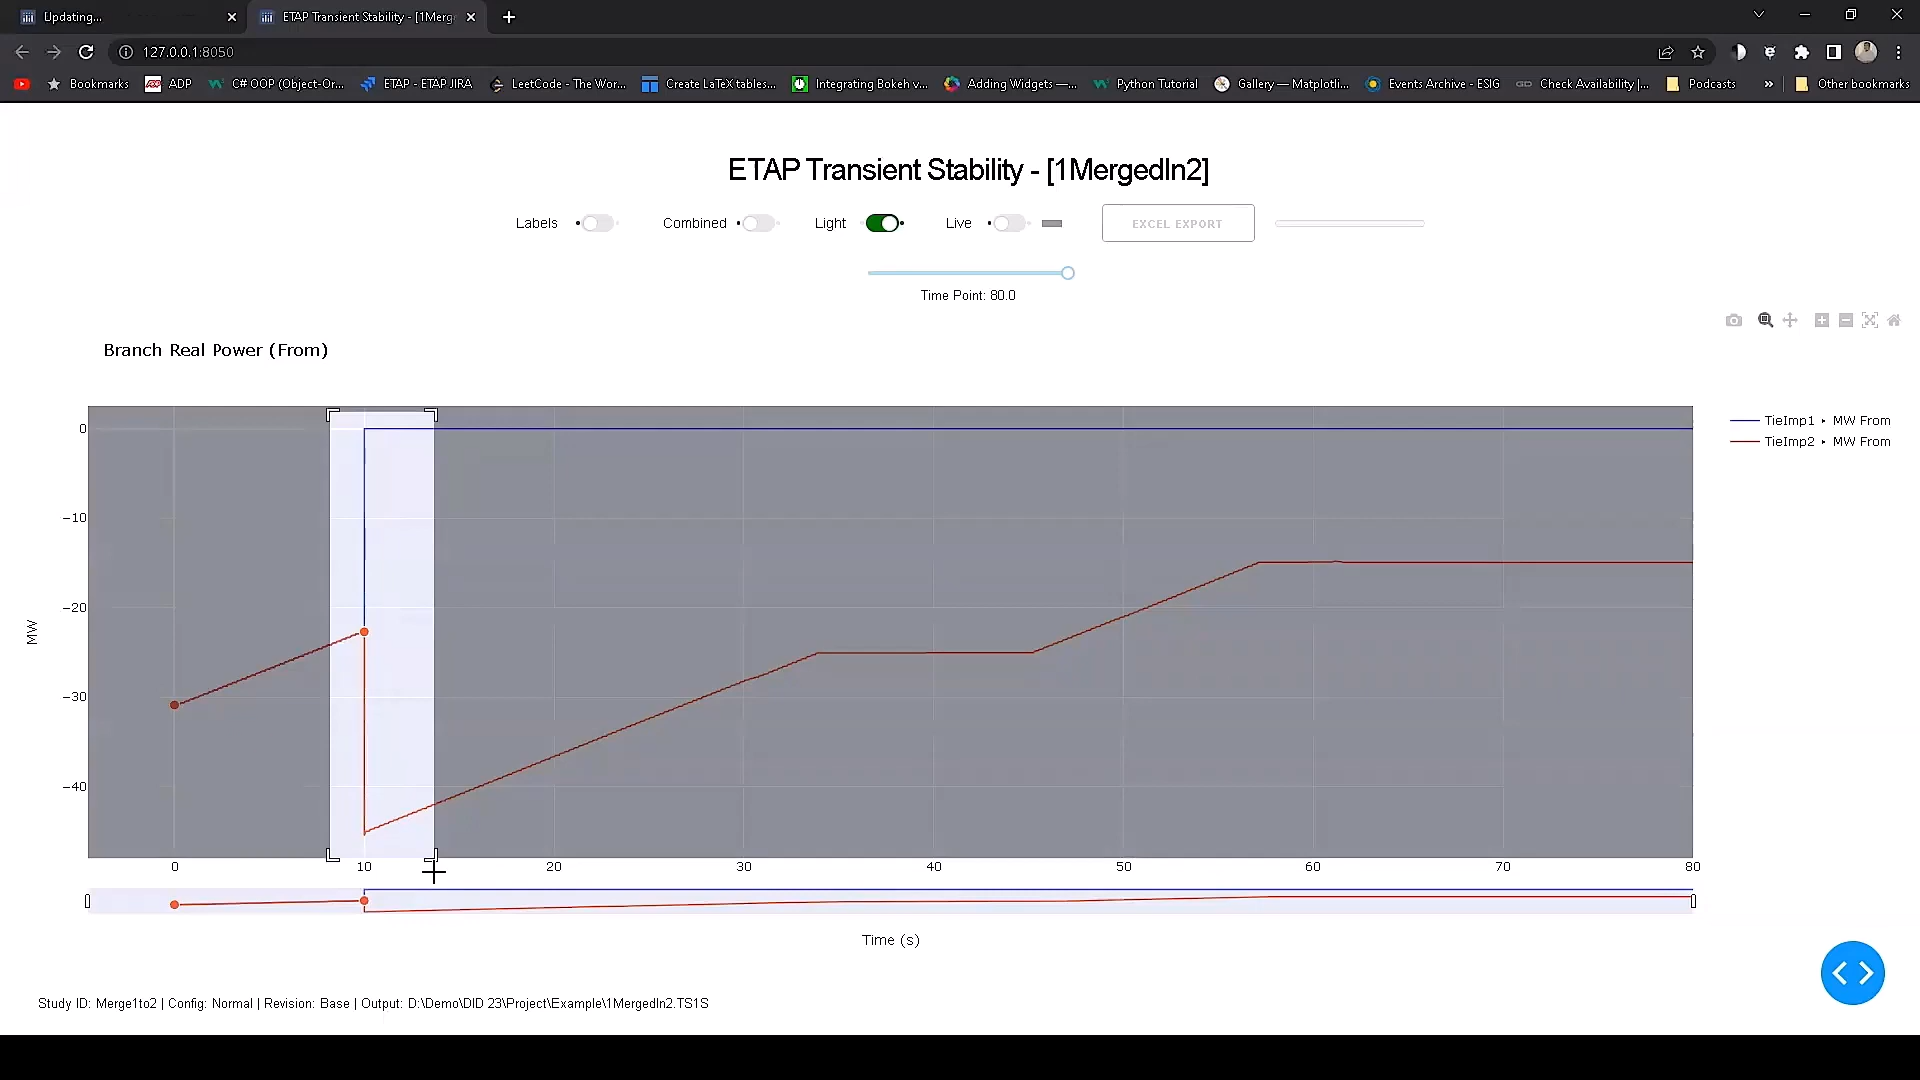 Updating...
ETAP Transient Stability - [1Merge
127.0.0.1:8050
Bookmarks
ADP
C# OOP (Object-Or...
ETAP - ETAP JIRA
LeetCode - The Wor...
Create LaTeX tables...
Integrating Bokeh v...
Adding Widgets —...
Python Tutorial
Gallery — Matplotli...
Events Archive - ESIG
Check Availability |...
Podcasts
»
Other bookmarks
ETAP Transient Stability - [1MergedIn2]
Labels
Combined
Light
Live
EXCEL EXPORT
Time Point: 80.0
Branch Real Power (From)
TieImp1 ▸ MW From
TieImp2 ▸ MW From
0
−10
−20
−30
−40
MW
0 10 20 30 40 50 60 70 80
Time (s)
Study ID: Merge1to2 | Config: Normal | Revision: Base | Output: D:\Demo\DID 23\Project\Example\1MergedIn2.TS1S